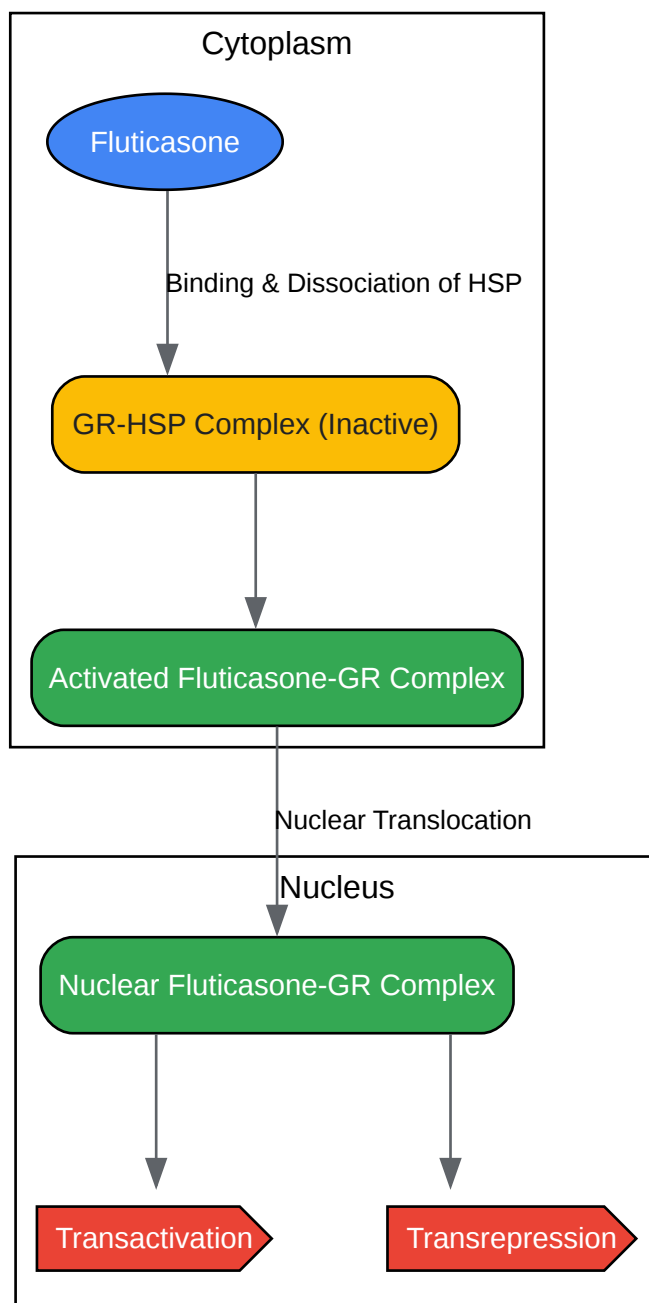 Cytoplasm
Fluticasone
Binding & Dissociation of HSP
GR-HSP Complex (Inactive)
Activated Fluticasone-GR Complex
Nuclear Translocation
Nucleus
Nuclear Fluticasone-GR Complex
Transactivation
Transrepression